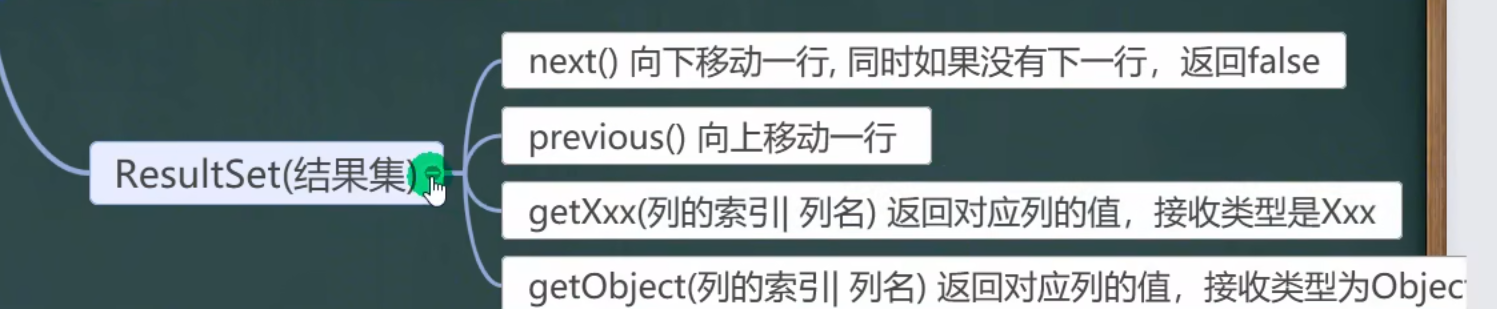 next() 向下移动一行, 同时如果没有下一行，返回false
previous() 向上移动一行
ResultSet(结果集)
getXxx(列的索引| 列名) 返回对应列的值，接收类型是Xxx
getObject(列的索引| 列名) 返回对应列的值，接收类型为Objec